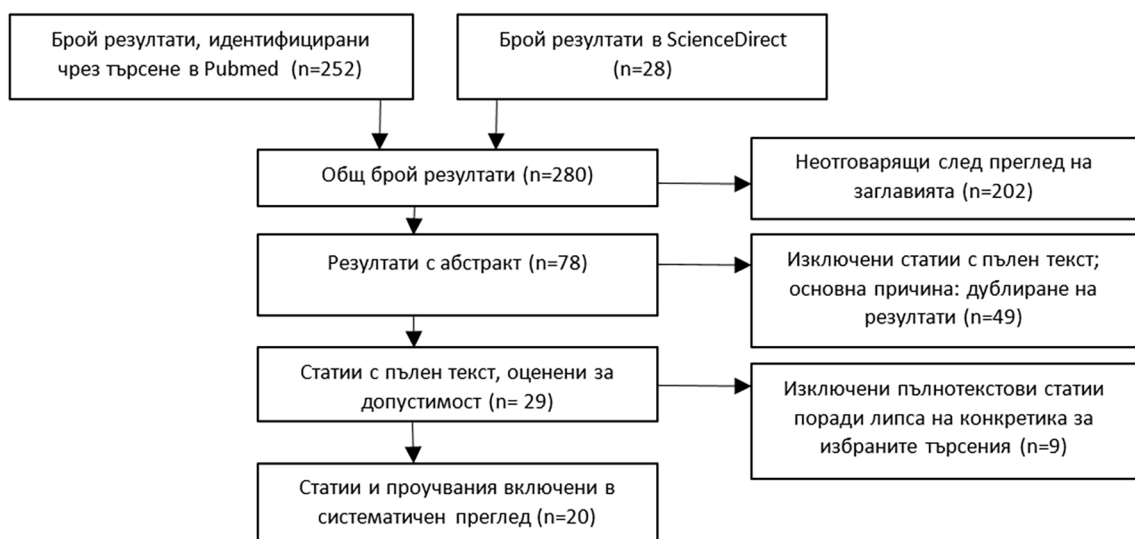 Брой резултати, идентифицирани
чрез търсене в Pubmed (n=252)
Брой резултати в ScienceDirect
(n=28)
Общ брой резултати (n=280)
Неотговарящи след преглед на
заглавията (n=202)
Резултати с абстракт (n=78)
Изключени статии с пълен текст;
основна причина: дублиране на
резултати (n=49)
Статии с пълен текст, оценени за
допустимост (n= 29)
Изключени пълнотекстови статии
поради липса на конкретика за
избраните търсения (n=9)
Статии и проучвания включени в
систематичен преглед (n=20)